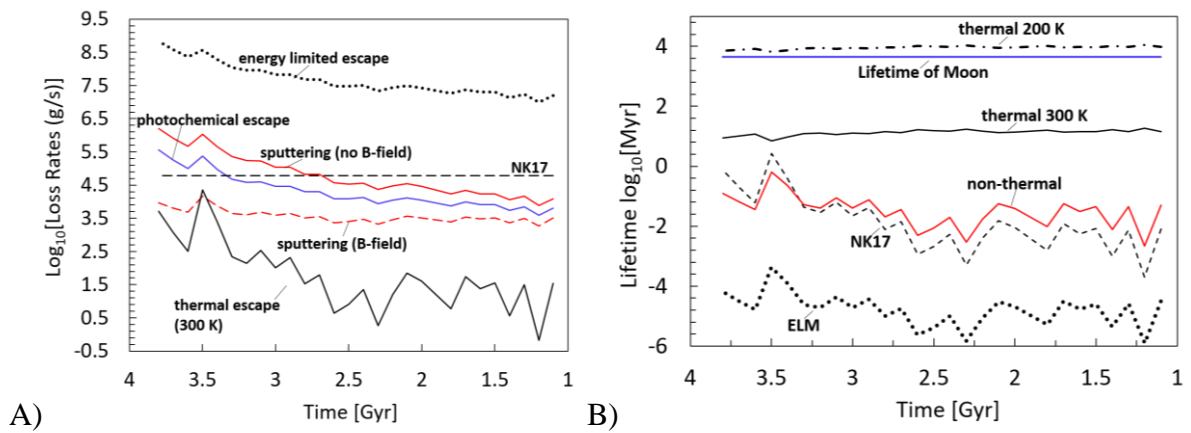 Log10[Loss Rates (g/s)]
9.5
8.5
7.5
6.5
5.5
4.5
3.5
2.5
1.5
0.5
-0.5
energy limited escape
photochemical escape
sputtering (no B-field)
NK17
sputtering (B-field)
thermal escape
(300 K)
4
3.5
3
2.5
2
1.5
1
Time [Gyr]
A)
Lifetime log10[Myr]
4
2
0
-2
-4
-6
thermal 200 K
Lifetime of Moon
thermal 300 K
non-thermal
NK17
ELM
4
3.5
3
2.5
2
1.5
1
Time [Gyr]
B)